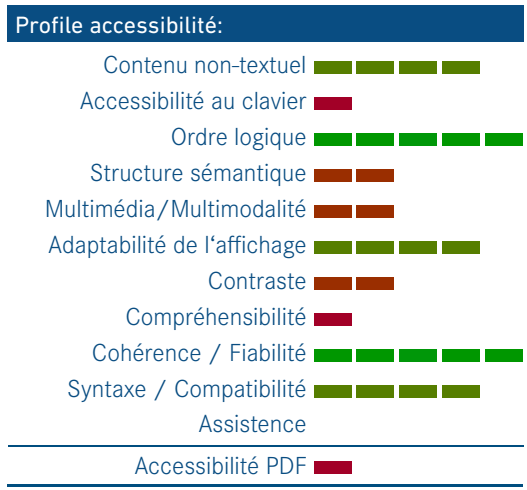 Profile accessibilité:
Contenu non-textuel
Accessibilité au clavier
Ordre logique
Structure sémantique
Multimédia/Multimodalité
Adaptabilité de l‘affichage
Contraste
Compréhensibilité
Cohérence / Fiabilité
Syntaxe / Compatibilité
Assistence
Accessibilité PDF